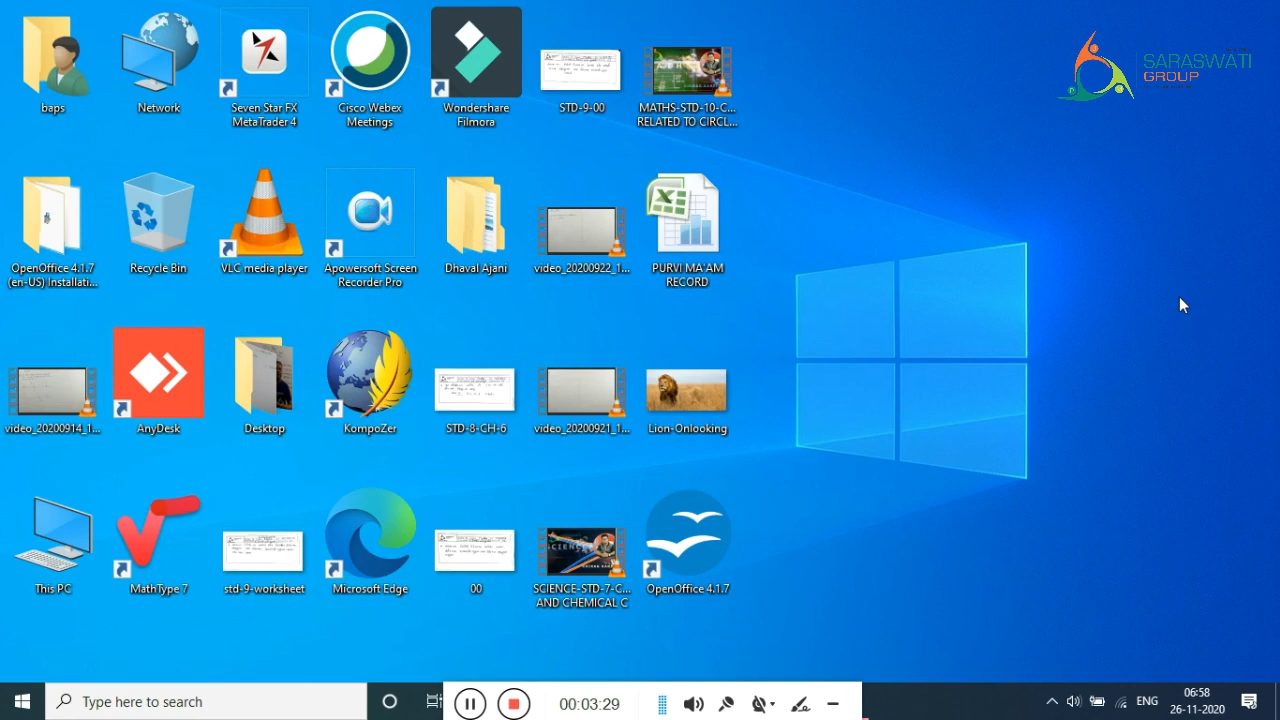 baps
Network
Seven Star FX
MetaTrader 4
Cisco Webex
Meetings
Wondershare
Filmora
STD-9-00
MATHS-STD-10-C...
RELATED TO CIRCL...
SARASWATI
GROUP
OpenOffice 4.1.7
(en-US) Installati...
Recycle Bin
VLC media player
Apowersoft Screen
Recorder Pro
Dhaval Ajani
video_20200922_1...
PURVI MA'AM
RECORD
video_20200914_1...
AnyDesk
Desktop
KompoZer
STD-8-CH-6
video_20200921_1...
Lion-Onlooking
This PC
MathType 7
std-9-worksheet
Microsoft Edge
00
SCIENCE-STD-7-C...
AND CHEMICAL C
OpenOffice 4.1.7
Type here to search
00:03:29
ENG
06:58
26-11-2020